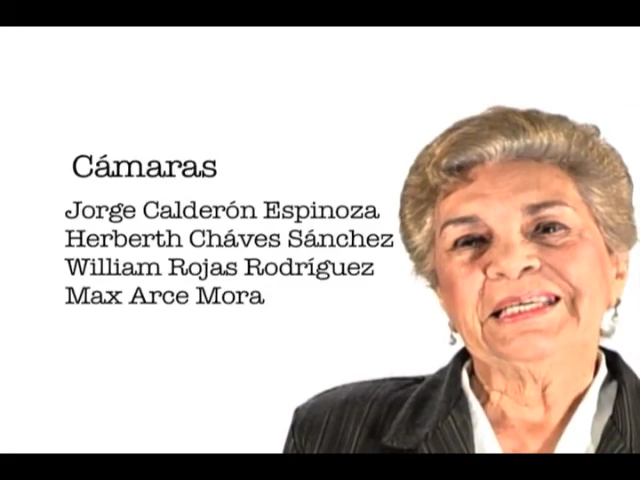 Cámaras
Jorge Calderón Espinoza
Herberth Cháves Sánchez
William Rojas Rodríguez
Max Arce Mora